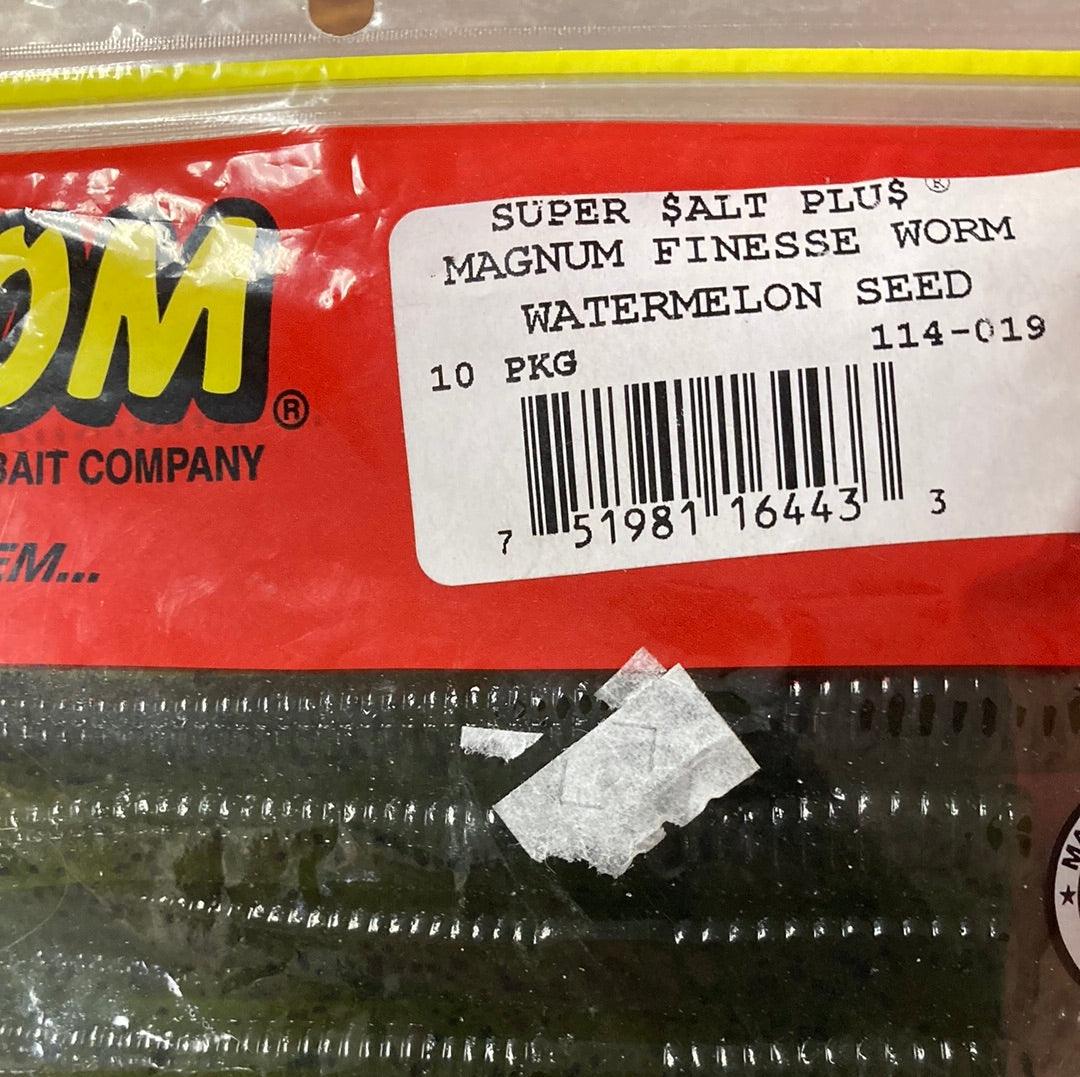 OM®
BAIT COMPANY
EM...
SUPER $ALT PLU$®
MAGNUM FINESSE WORM
WATERMELON SEED
10 PKG 114-019
7 51981 16443 3
★ MA